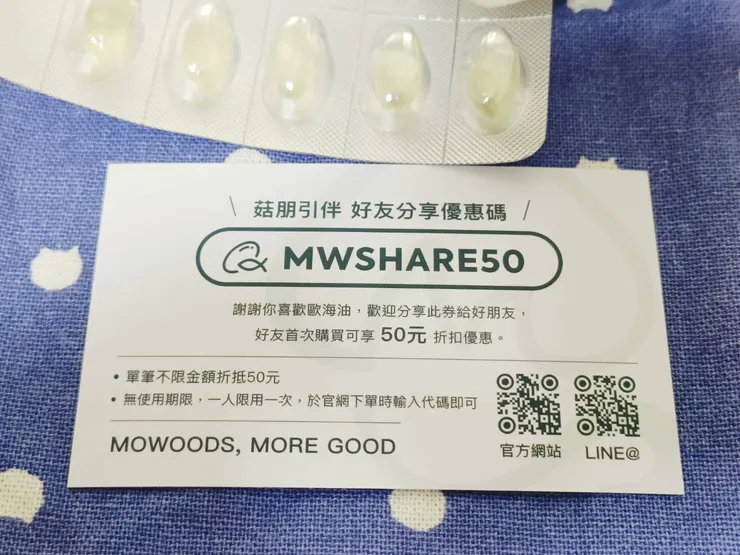 \ 菇朋引伴 好友分享優惠碼 /
MWSHARE50
謝謝你喜歡歐海油，歡迎分享此券給好朋友，
好友首次購買可享 50元 折扣優惠。
• 單筆不限金額折抵50元
• 無使用期限，一人限用一次，於官網下單時輸入代碼即可
MOWOODS, MORE GOOD
官方網站
LINE@